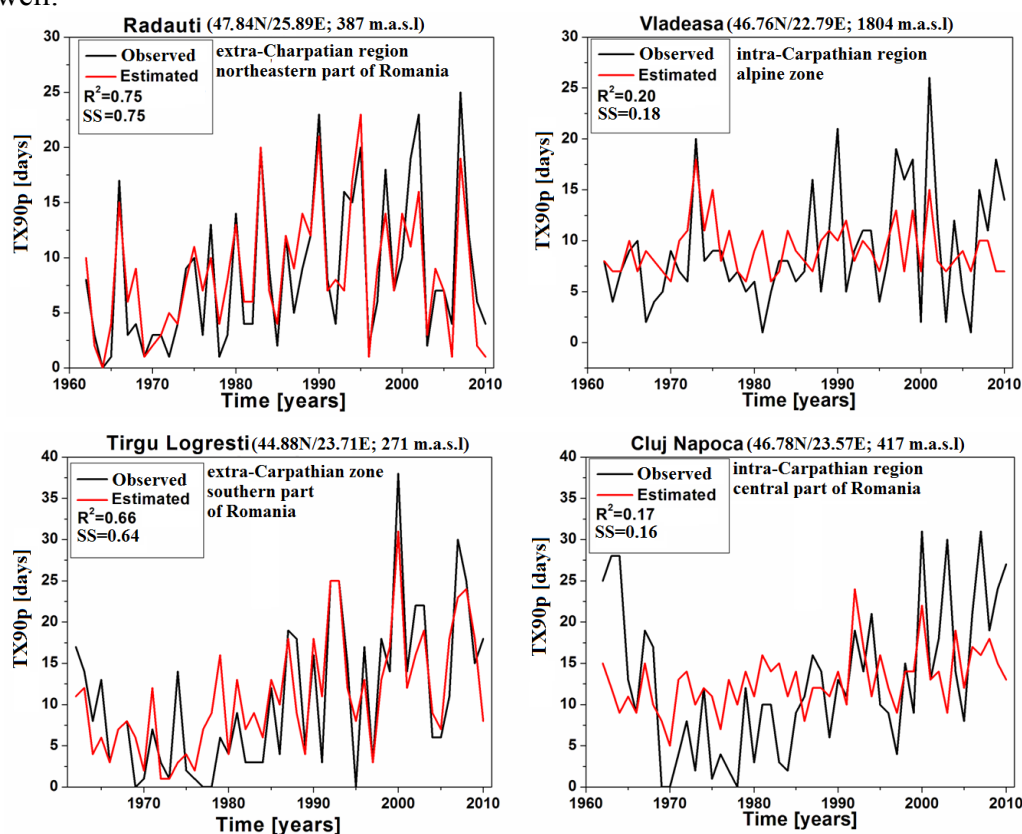 well.
Radauti (47.84N/25.89E; 387 m.a.s.l)
30
25
20
15
10
5
0
TX90p [days]
Observed
Estimated
R²=0.75
SS=0.75
extra-Charpatian region
northeastern part of Romania
1960 1970 1980 1990 2000 2010
Time [years]
Vladeasa (46.76N/22.79E; 1804 m.a.s.l)
30
25
20
15
10
5
0
TX90p [days]
Observed
Estimated
R²=0.20
SS=0.18
intra-Carpathian region
alpine zone
1960 1970 1980 1990 2000 2010
Time [years]
Tirgu Logresti (44.88N/23.71E; 271 m.a.s.l)
40
35
30
25
20
15
10
5
0
TX90p [days]
Observed
Estimated
R²=0.66
SS=0.64
extra-Carpathian zone
southern part
of Romania
1970 1980 1990 2000 2010
Time [years]
Cluj Napoca (46.78N/23.57E; 417 m.a.s.l)
40
35
30
25
20
15
10
5
0
TX90p [days]
Observed
Estimated
R²=0.17
SS=0.16
intra-Carpathian region
central part of Romania
1960 1970 1980 1990 2000 2010
Time [years]